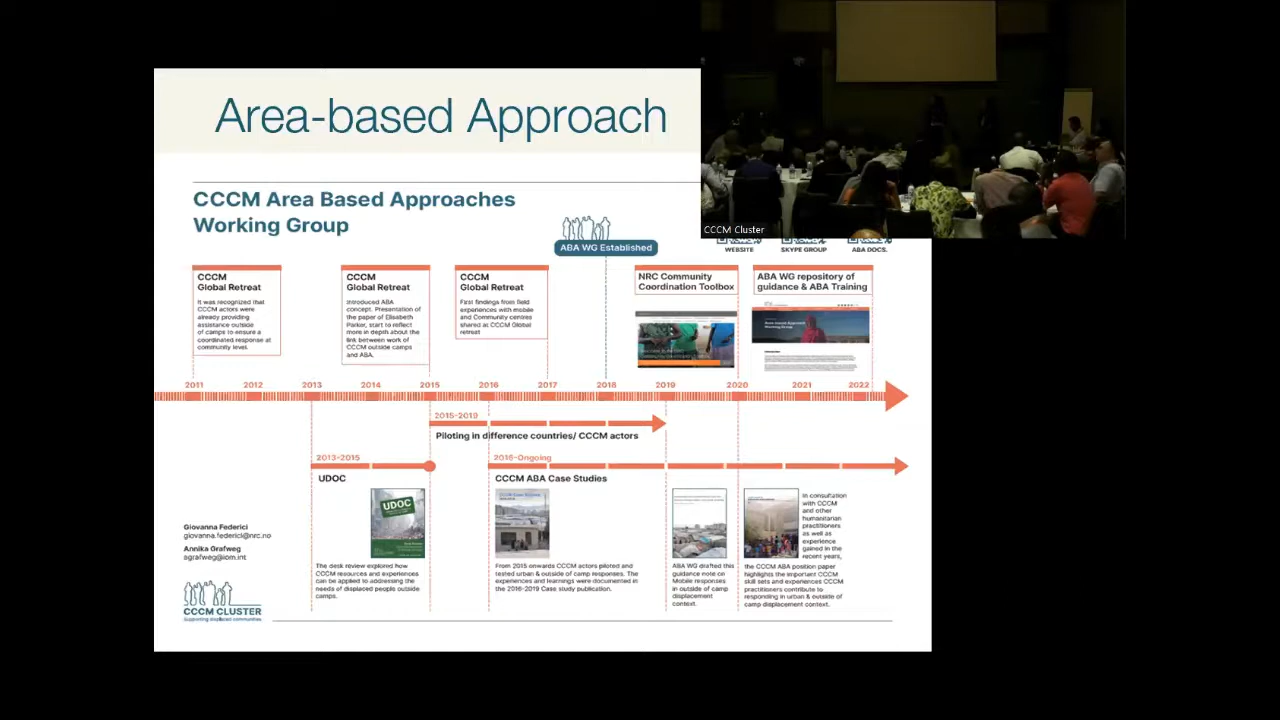 Area-based Approach
CCCM Area Based Approaches
Working Group
ABA WG Established
CCCM Cluster
WEBSITE
SKYPE GROUP
ABA DOCS.
CCCM
Global Retreat
It was recognized that
CCCM actors were
already providing
assistance outside
of camps to ensure a
coordinated response at
community level.
CCCM
Global Retreat
Introduced ABA
concept. Presentation of
the paper of Elisabeth
Parker, start to reflect
more in depth about the
link between work of
CCCM outside camps
and ABA.
CCCM
Global Retreat
First findings from field
experiences with mobile
and Community centres
shared at CCCM Global
retreat
NRC Community
Coordination Toolbox
ABA WG repository of
guidance & ABA Training
Area-based Approach
Working Group
2011 2012 2013 2014 2015 2016 2017 2018 2019 2020 2021 2022
2015-2019
Piloting in difference countries/ CCCM actors
2013-2015
UDOC
2016-Ongoing
CCCM ABA Case Studies
UDOC
The desk review explored how
CCCM resources and experiences
can be applied to addressing the
needs of displaced people outside
camps.
From 2015 onwards CCCM actors piloted and
tested urban & outside of camp responses. The
experiences and learnings were documented in
the 2016-2019 Case study publication.
ABA WG drafted this
guidance note on
Mobile responses
in outside of camp
displacement
context.
In consultation
with CCCM
and other
humanitarian
practitioners
as well as
experience
gained in the
recent years,
the CCCM ABA position paper
highlights the important CCCM
skill sets and experiences CCCM
practitioners contribute to
responding in urban & outside of
camp displacement context.
Giovanna Federici
giovanna.federici@nrc.no
Annika Grafweg
agrafweg@iom.int
CCCM CLUSTER
Supporting displaced communities